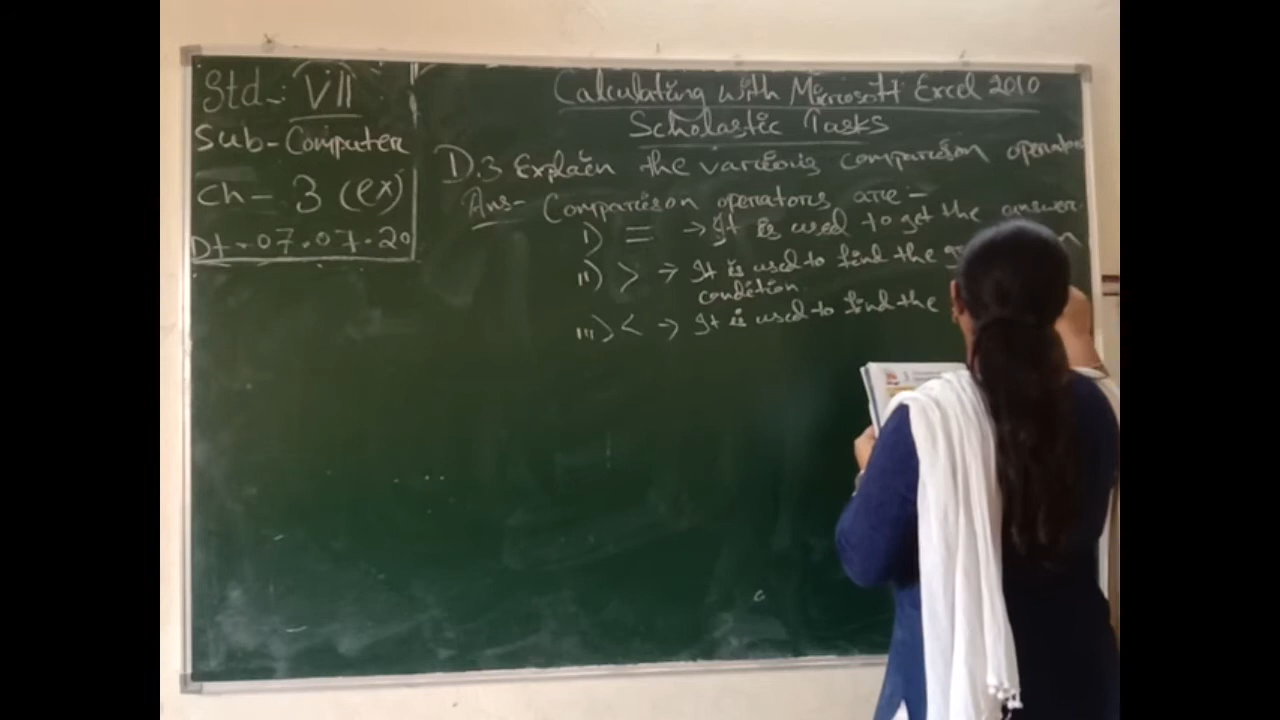 Std-: VII
Sub-Computer
Ch- 3 (ex)
Dt-07.07.20
Calculating with Microsoft Excel 2010
Scholastic Tasks
D.3 Explain the various comparison operators
Ans- Comparison operators are -
i) = → It is used to get the answer.
ii) > → It is used to find the
condition
iii) < → It is used to find the